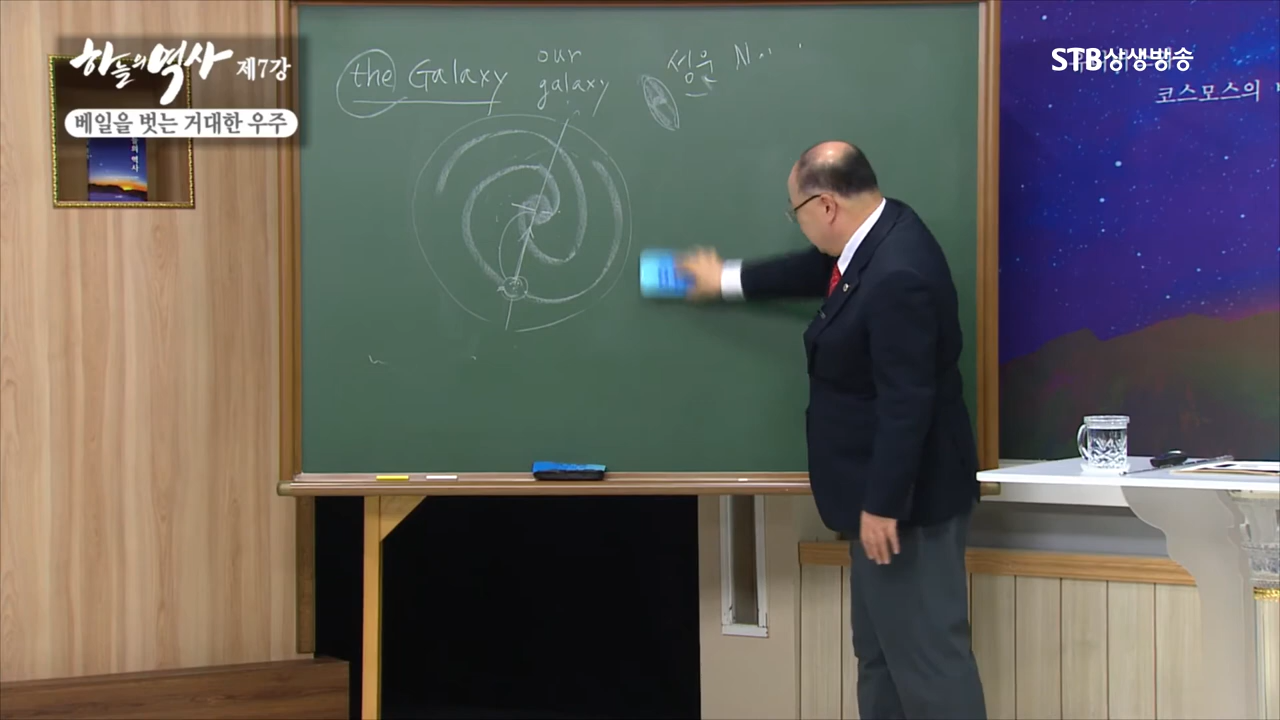 하늘의 역사 제7강
베일을 벗는 거대한 우주
STB상생방송
코스모스의
the Galaxy
our
galaxy
성운